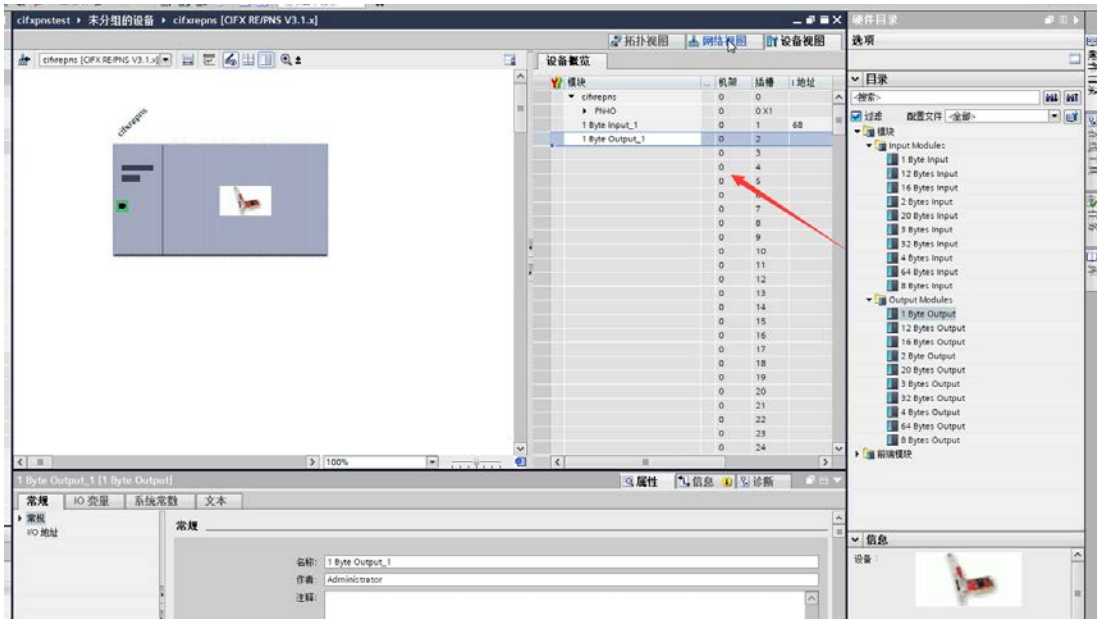 cifxpnstest ▸ 未分组的设备 ▸ cifxrepns [CIFX RE/PNS V3.1.x]
拓扑视图 网络视图 设备视图
cifxrepns [CIFX RE/PNS V3.1.x]
设备概览
模块 ... 机架 插槽 I 地址
cifxrepns 0 0
PN-IO 0 0 X1
1 Byte Input_1 0 1 68
1 Byte Output_1 0 2
0 3
0 4
0 5
0 6
0 7
0 8
0 9
0 10
0 11
0 12
0 13
0 14
0 15
0 16
0 17
0 18
0 19
0 20
0 21
0 22
0 23
0 24
cifxrepns
100%
硬件目录
选项
目录
<搜索>
过滤 配置文件 <全部>
模块
Input Modules
1 Byte Input
12 Bytes Input
16 Bytes Input
2 Bytes Input
20 Bytes Input
3 Bytes Input
32 Bytes Input
4 Bytes Input
64 Bytes Input
8 Bytes Input
Output Modules
1 Byte Output
12 Bytes Output
16 Bytes Output
2 Byte Output
20 Bytes Output
3 Bytes Output
32 Bytes Output
4 Bytes Output
64 Bytes Output
8 Bytes Output
前端模块
信息
设备:
1 Byte Output_1 [1 Byte Output]
属性 信息 诊断
常规 IO 变量 系统常数 文本
常规
I/O 地址
常规
名称: 1 Byte Output_1
作者: Administrator
注释: